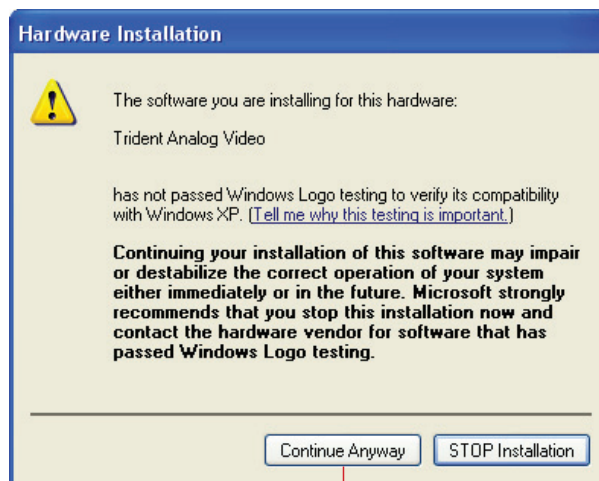 Hardware Installation
The software you are installing for this hardware:
Trident Analog Video
has not passed Windows Logo testing to verify its compatibility
with Windows XP. (Tell me why this testing is important.)
Continuing your installation of this software may impair
or destabilize the correct operation of your system
either immediately or in the future. Microsoft strongly
recommends that you stop this installation now and
contact the hardware vendor for software that has
passed Windows Logo testing.
Continue Anyway
STOP Installation